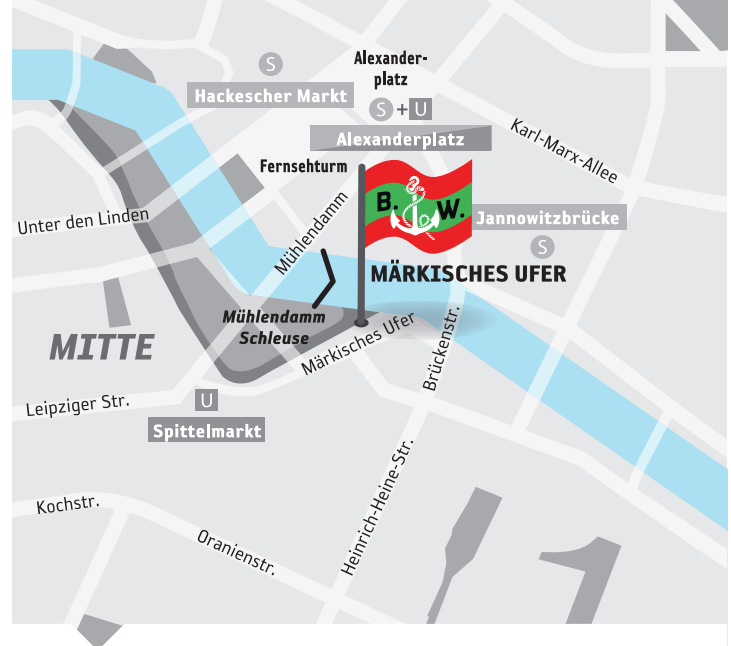 Alexander-
platz
S
Hackescher Markt
S+U
Alexanderplatz
Karl-Marx-Allee
Fernsehturm
B. W.
Unter den Linden
Mühlendamm
Jannowitzbrücke
S
MÄRKISCHES UFER
Mühlendamm
Schleuse
MITTE
Märkisches Ufer
Brückenstr.
Leipziger Str.
U
Spittelmarkt
Heinrich-Heine-Str.
Kochstr.
Oranienstr.
1